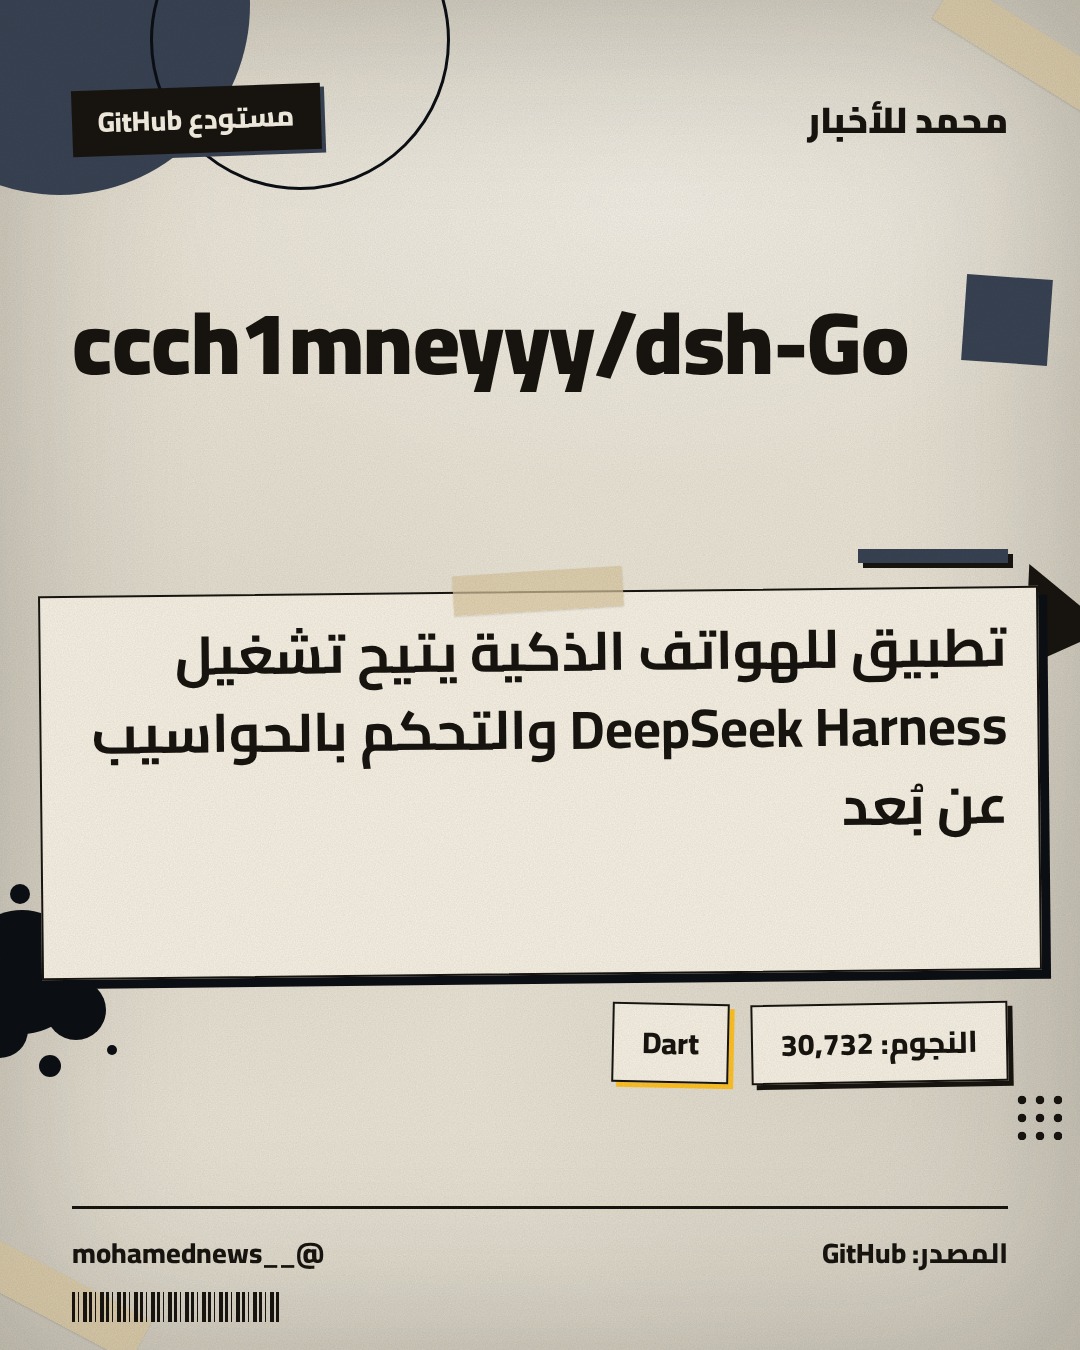 محمد للأخبار
مستودع GitHub
ccch1mneyyy/dsh-Go
تطبيق للهواتف الذكية يتيح تشغيل
DeepSeek Harness والتحكم بالحواسيب
عن بُعد
النجوم: 30,732
Dart
المصدر: GitHub
mohamednews__@